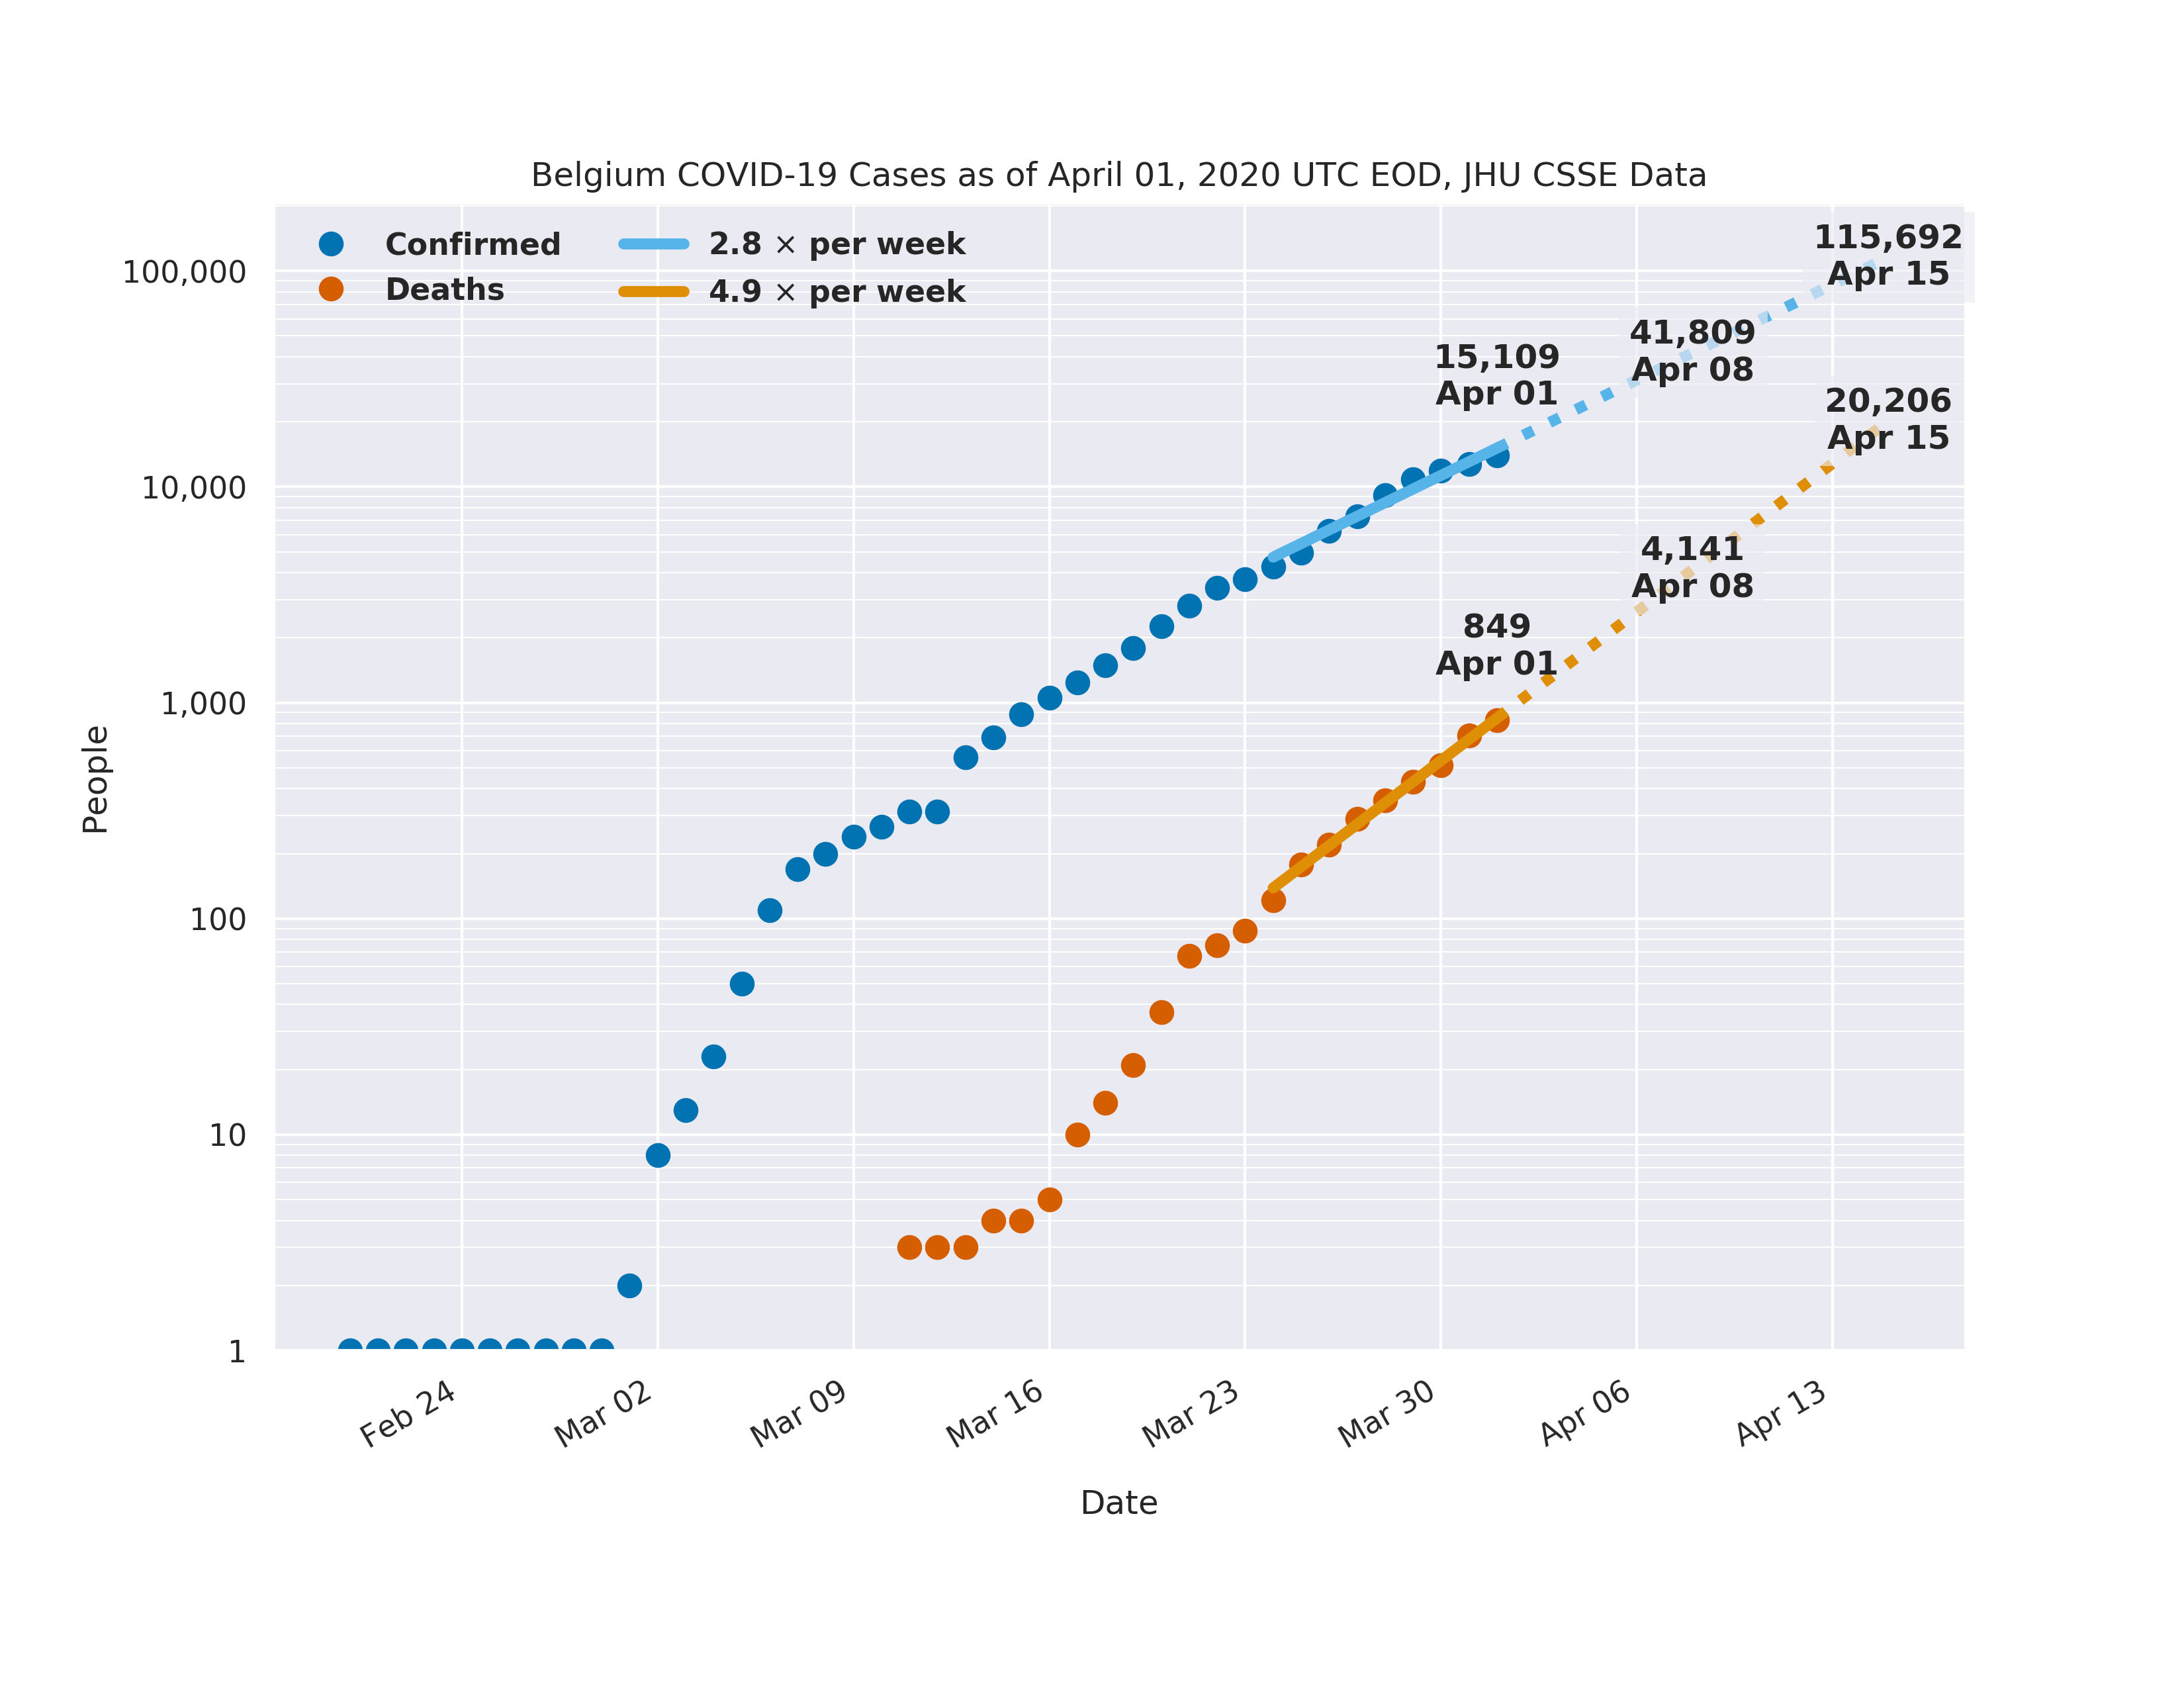 Belgium COVID-19 Cases as of April 01, 2020 UTC EOD, JHU CSSE Data
Confirmed
Deaths
2.8 × per week
4.9 × per week
115,692
Apr 15
41,809
Apr 08
15,109
Apr 01
20,206
Apr 15
4,141
Apr 08
849
Apr 01
People
100,000
10,000
1,000
100
10
1
Feb 24
Mar 02
Mar 09
Mar 16
Mar 23
Mar 30
Apr 06
Apr 13
Date